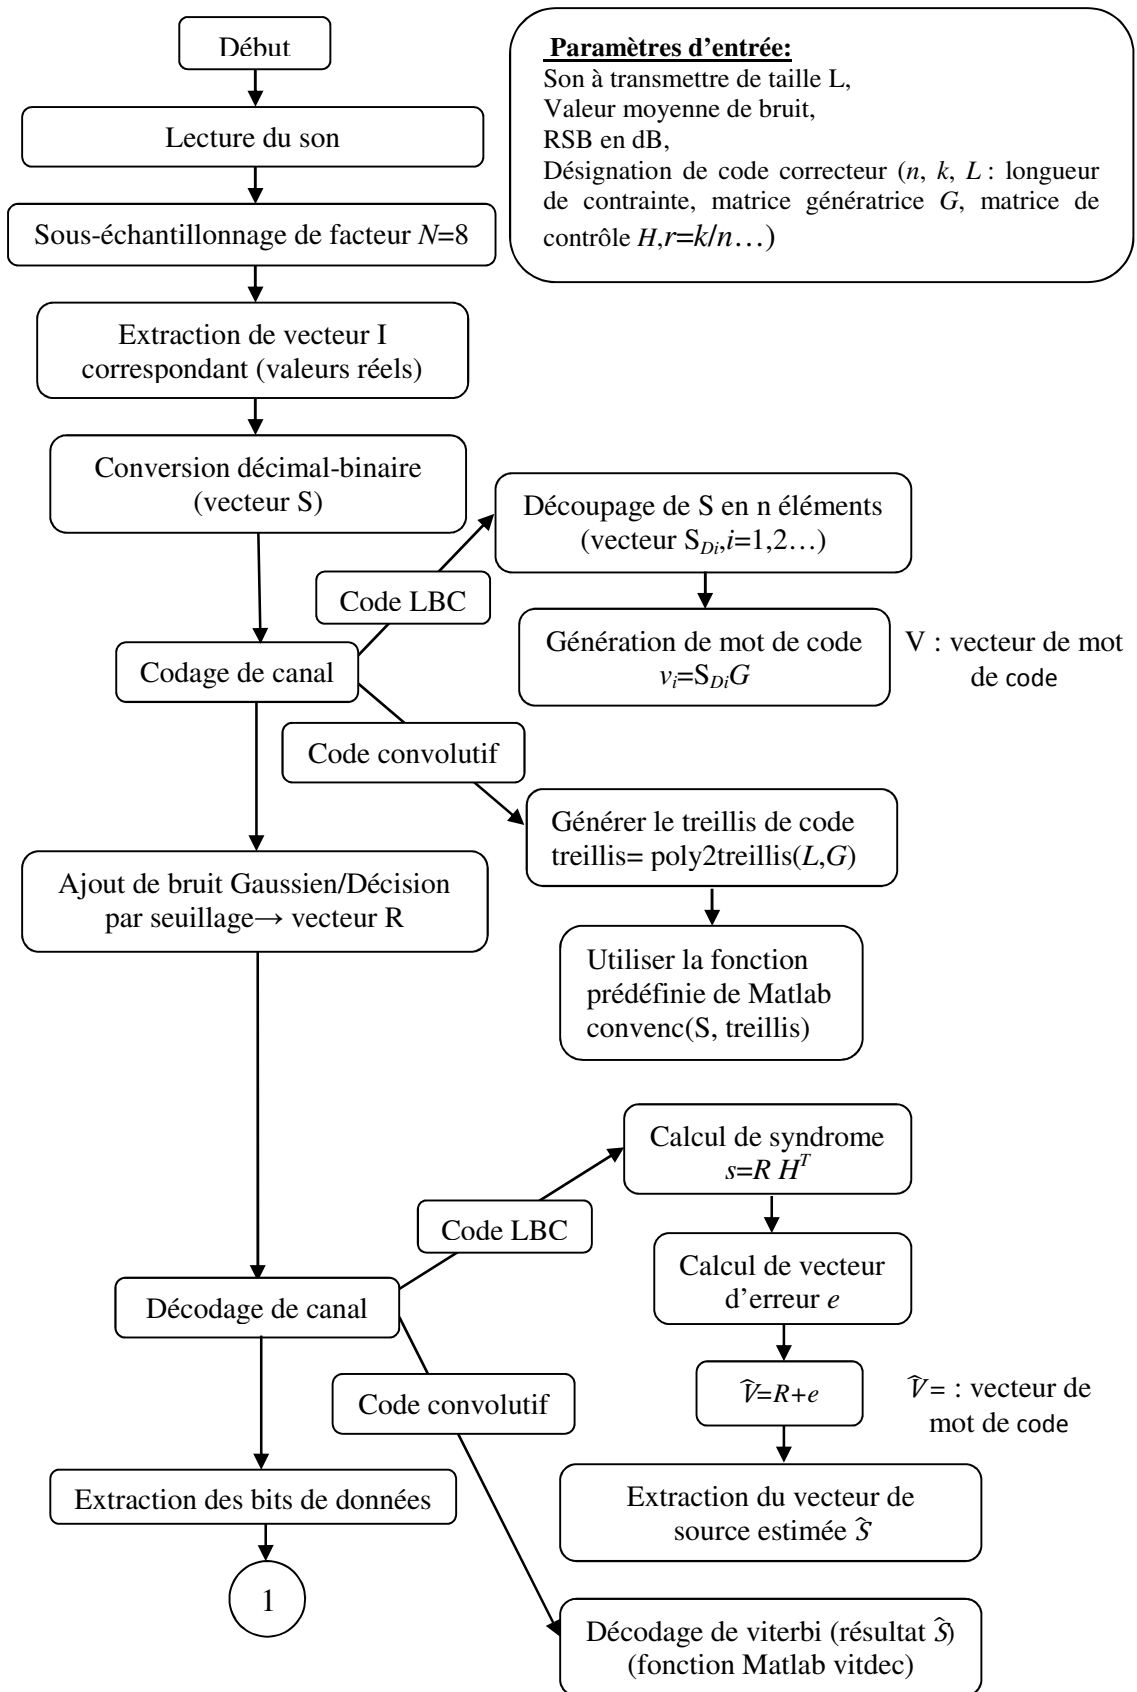 Début
Paramètres d'entrée:
Son à transmettre de taille L,
Valeur moyenne de bruit,
RSB en dB,
Désignation de code correcteur (n, k, L : longueur
de contrainte, matrice génératrice G, matrice de
contrôle H,r=k/n…)
Lecture du son
Sous-échantillonnage de facteur N=8
Extraction de vecteur I
correspondant (valeurs réels)
Conversion décimal-binaire
(vecteur S)
Découpage de S en n éléments
(vecteur S_{Di},i=1,2…)
Code LBC
Génération de mot de code
v_i=S_{Di}G
V : vecteur de mot
de code
Codage de canal
Code convolutif
Générer le treillis de code
treillis= poly2treillis(L,G)
Ajout de bruit Gaussien/Décision
par seuillage→ vecteur R
Utiliser la fonction
prédéfinie de Matlab
convenc(S, treillis)
Calcul de syndrome
s=R H^T
Code LBC
Calcul de vecteur
d'erreur e
Décodage de canal
V̂=R+e
V̂= : vecteur de
mot de code
Code convolutif
Extraction des bits de données
Extraction du vecteur de
source estimée Ŝ
1
Décodage de viterbi (résultat Ŝ)
(fonction Matlab vitdec)